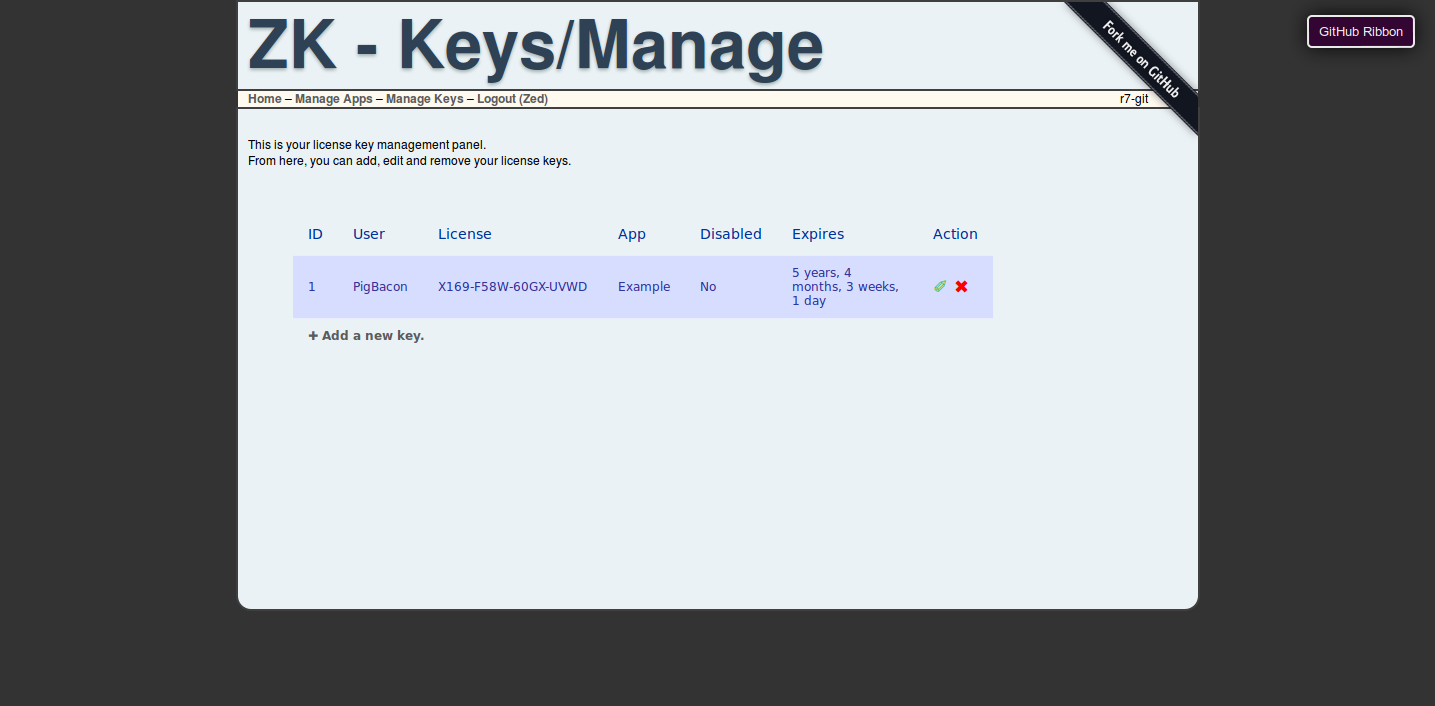 ZK - Keys/Manage
Fork me on GitHub
GitHub Ribbon
Home – Manage Apps – Manage Keys – Logout (Zed)
r7-git
This is your license key management panel.
From here, you can add, edit and remove your license keys.
ID User License App Disabled Expires Action
1 PigBacon X169-F58W-60GX-UVWD Example No 5 years, 4
months, 3 weeks,
1 day
✚ Add a new key.